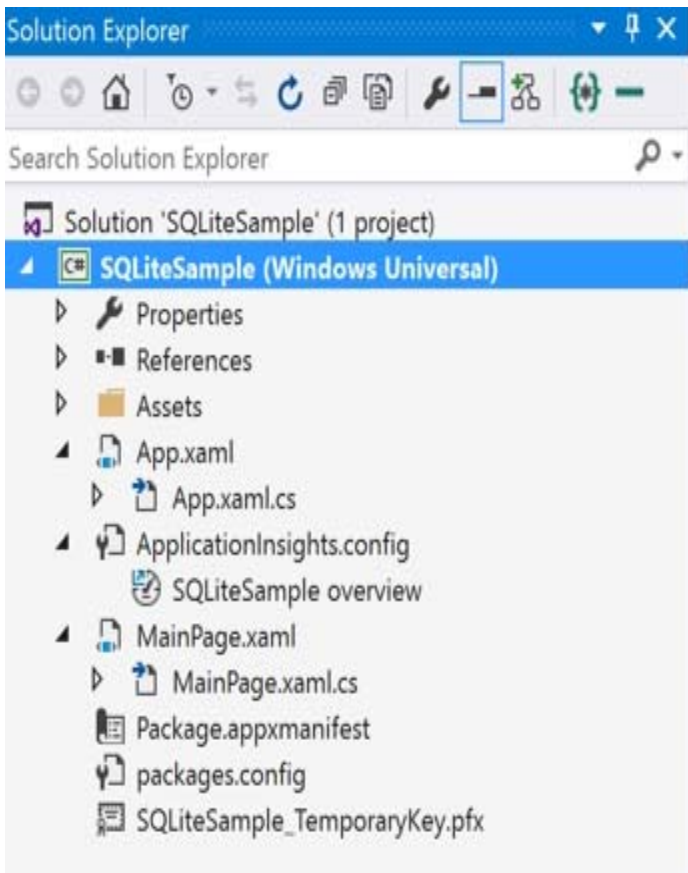 Solution Explorer
Search Solution Explorer
Solution 'SQLiteSample' (1 project)
C# SQLiteSample (Windows Universal)
Properties
References
Assets
App.xaml
App.xaml.cs
ApplicationInsights.config
SQLiteSample overview
MainPage.xaml
MainPage.xaml.cs
Package.appxmanifest
packages.config
SQLiteSample_TemporaryKey.pfx